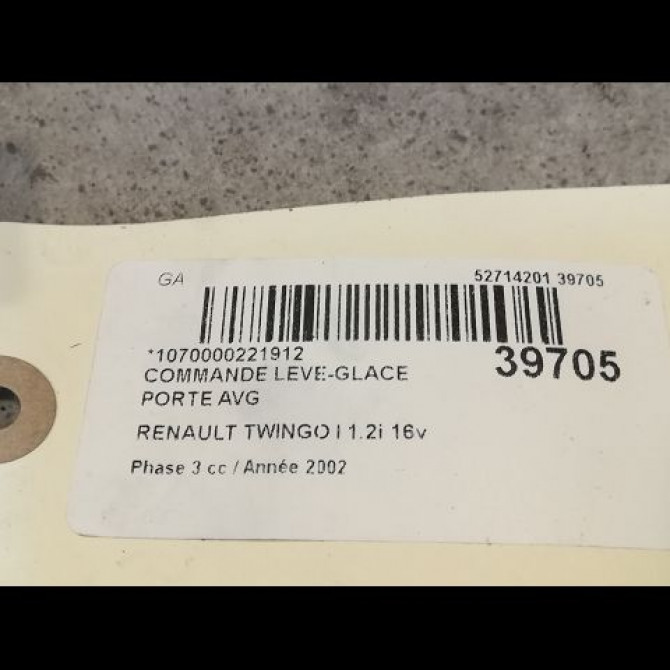 GA 52714201 39705
*1070000221912 39705
COMMANDE LEVE-GLACE
PORTE AVG
RENAULT TWINGO I 1.2i 16v
Phase 3 cc / Année 2002